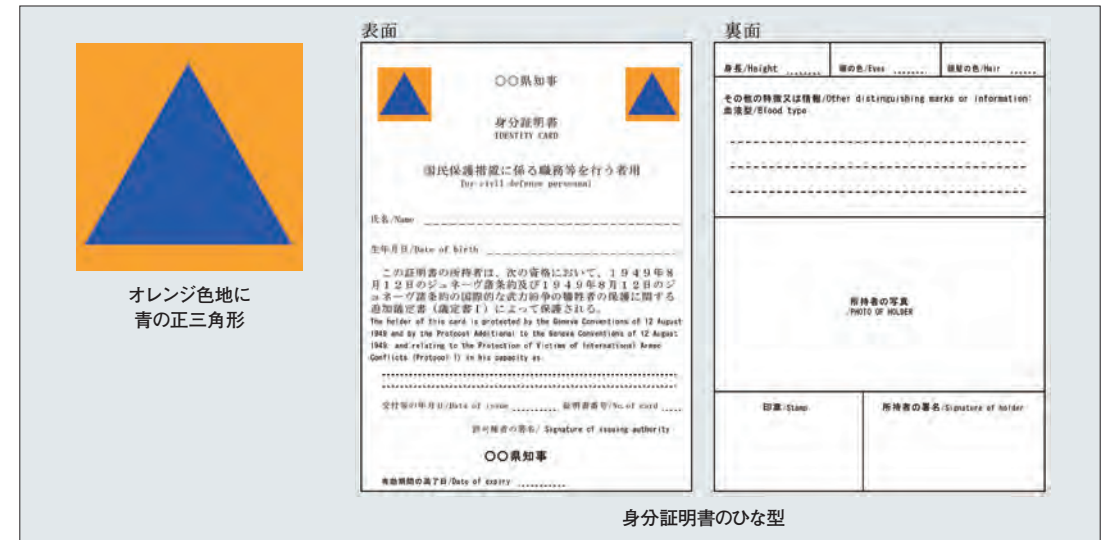 オレンジ色地に
青の正三角形
表面
〇〇県知事
身分証明書
IDENTITY CARD
国民保護措置に係る職務等を行う者用
for civil defense personnel
氏名/Name
生年月日/Date of birth
この証明書の所持者は、次の資格において、1949年8
月12日のジュネーヴ諸条約及び1949年8月12日のジ
ュネーヴ諸条約の国際的な武力紛争の犠牲者の保護に関する
追加議定書(議定書I)によって保護される。
The holder of this card is protected by the Geneva Conventions of 12 August
1949 and by the Protocol Additional to the Geneva Conventions of 12 August
1949, and relating to the Protection of Victims of International Armed
Conflicts (Protocol I) in his capacity as
交付等の年月日/Date of issue 証明書番号/No. of card
許可権者の署名/ Signature of issuing authority
〇〇県知事
有効期間の満了日/Date of expiry
裏面
身長/Height 眼の色/Eyes 頭髪の色/Hair
その他の特徴又は情報/Other distinguishing marks or information:
血液型/Blood type
所持者の写真
/PHOTO OF HOLDER
印章/Stamp 所持者の署名/Signature of holder
身分証明書のひな型